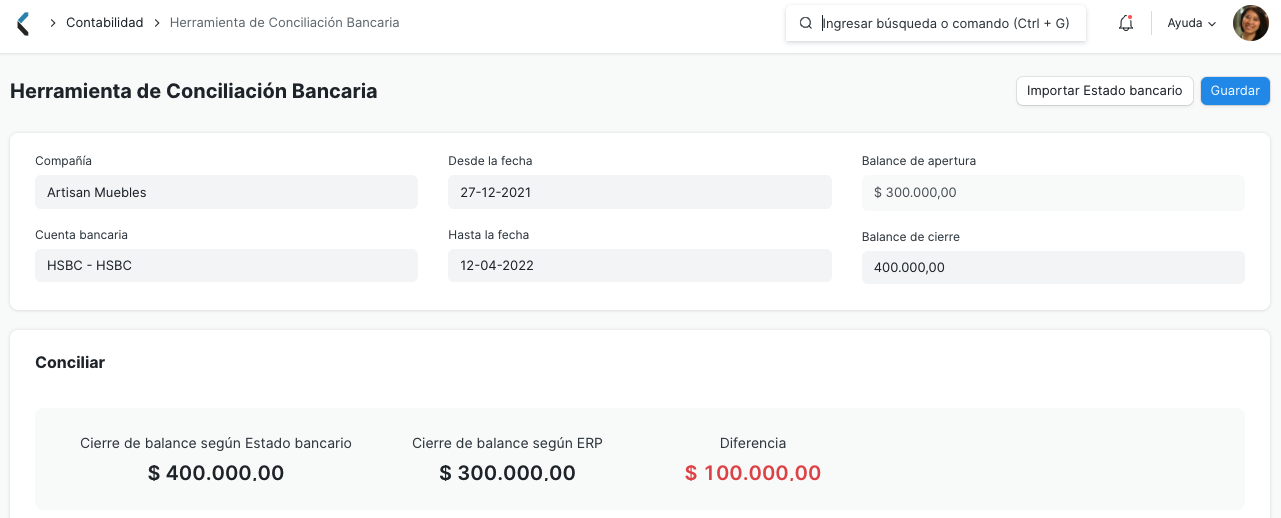 Contabilidad > Herramienta de Conciliación Bancaria
Ingresar búsqueda o comando (Ctrl + G)
Ayuda
Herramienta de Conciliación Bancaria
Importar Estado bancario
Guardar
Compañía
Artisan Muebles
Cuenta bancaria
HSBC - HSBC
Desde la fecha
27-12-2021
Hasta la fecha
12-04-2022
Balance de apertura
$ 300.000,00
Balance de cierre
400.000,00
Conciliar
Cierre de balance según Estado bancario
$ 400.000,00
Cierre de balance según ERP
$ 300.000,00
Diferencia
$ 100.000,00